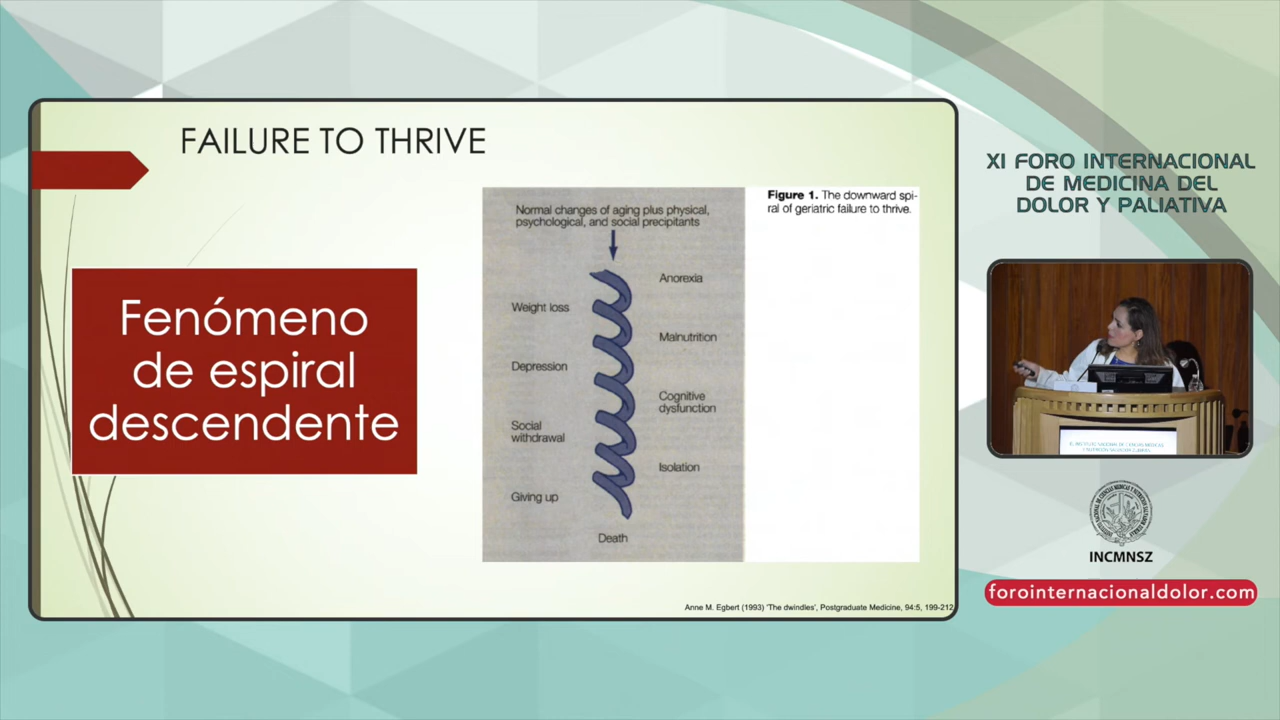 FAILURE TO THRIVE
Fenómeno
de espiral
descendente
Normal changes of aging plus physical,
psychological, and social precipitants
Anorexia
Weight loss
Malnutrition
Depression
Cognitive
dysfunction
Social
withdrawal
Isolation
Giving up
Death
Figure 1. The downward spi-
ral of geriatric failure to thrive.
Anne M. Egbert (1993) 'The dwindles', Postgraduate Medicine, 94:5, 199-212
XI FORO INTERNACIONAL
DE MEDICINA DEL
DOLOR Y PALIATIVA
INCMNSZ
forointernacionaldolor.com